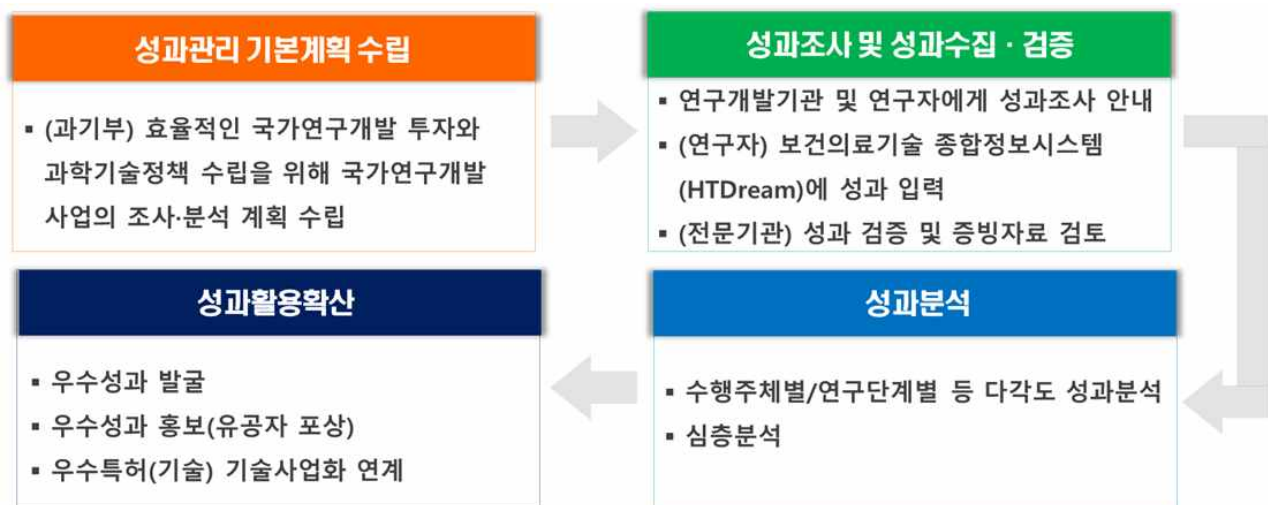 성과관리 기본계획 수립
▪ (과기부) 효율적인 국가연구개발 투자와
과학기술정책 수립을 위해 국가연구개발
사업의 조사·분석 계획 수립
성과조사 및 성과수집 · 검증
▪ 연구개발기관 및 연구자에게 성과조사 안내
▪ (연구자) 보건의료기술 종합정보시스템
(HTDream)에 성과 입력
▪ (전문기관) 성과 검증 및 증빙자료 검토
성과분석
▪ 수행주체별/연구단계별 등 다각도 성과분석
▪ 심층분석
성과활용확산
▪ 우수성과 발굴
▪ 우수성과 홍보(유공자 포상)
▪ 우수특허(기술) 기술사업화 연계